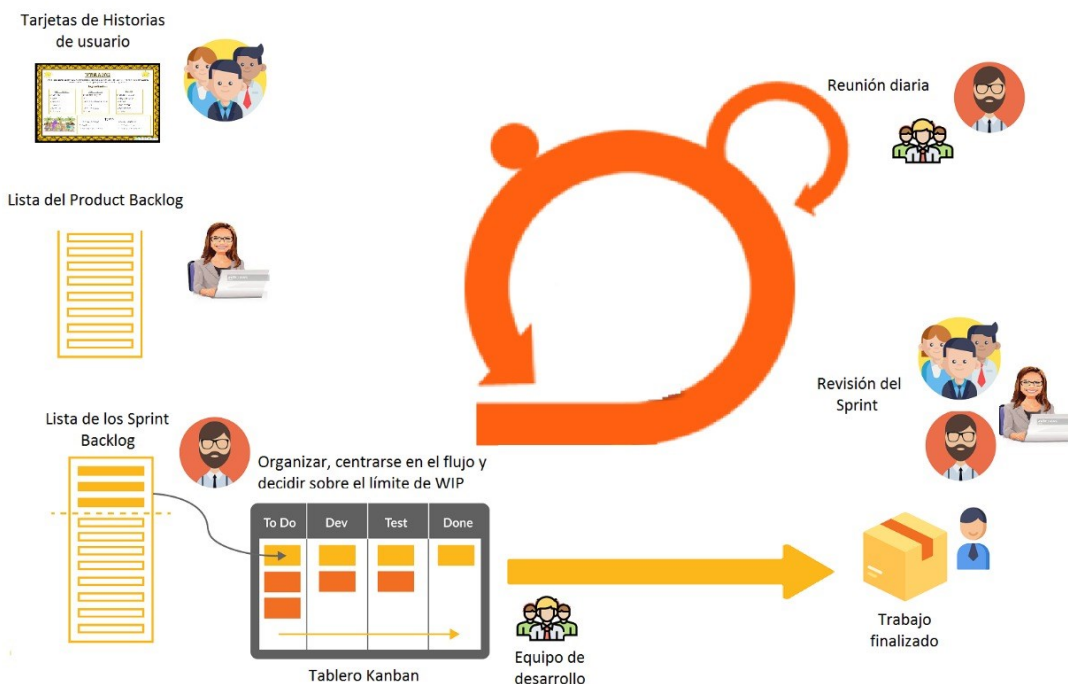 Tarjetas de Historias
de usuario
Reunión diaria
Lista del Product Backlog
Revisión del
Sprint
Lista de los Sprint
Backlog
Organizar, centrarse en el flujo y
decidir sobre el límite de WIP
To Do
Dev
Test
Done
Tablero Kanban
Equipo de
desarrollo
Trabajo
finalizado